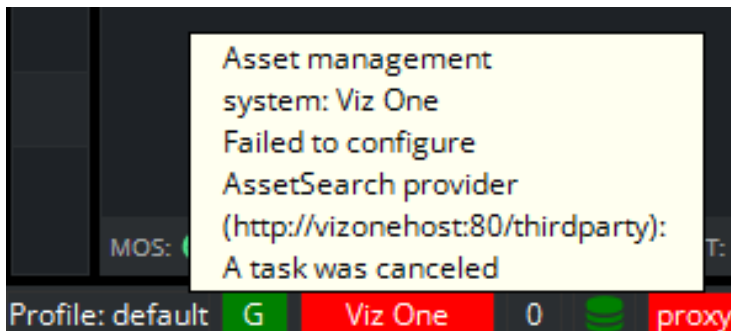 Asset management
system: Viz One
Failed to configure
AssetSearch provider
(http://vizonehost:80/thirdparty):
A task was canceled
MOS:
T:
Profile: default G Viz One 0 proxy